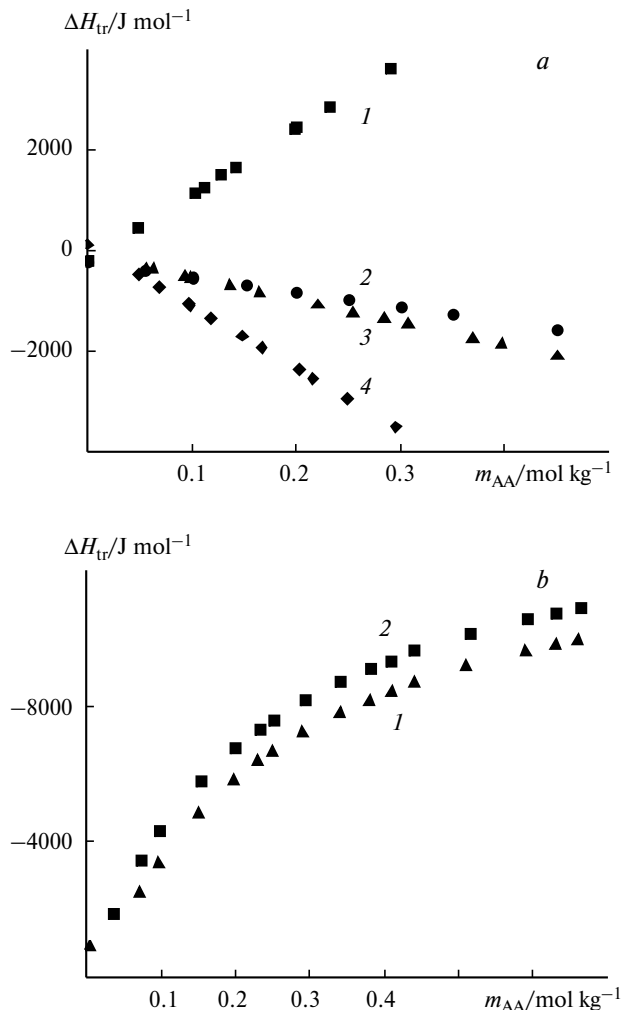 ΔH_tr/J mol⁻¹
a
1
2000
0
2
3
−2000
4
0.1 0.2 0.3 m_AA/mol kg⁻¹
ΔH_tr/J mol⁻¹
b
2
−8000
1
−4000
0.1 0.2 0.3 0.4 m_AA/mol kg⁻¹